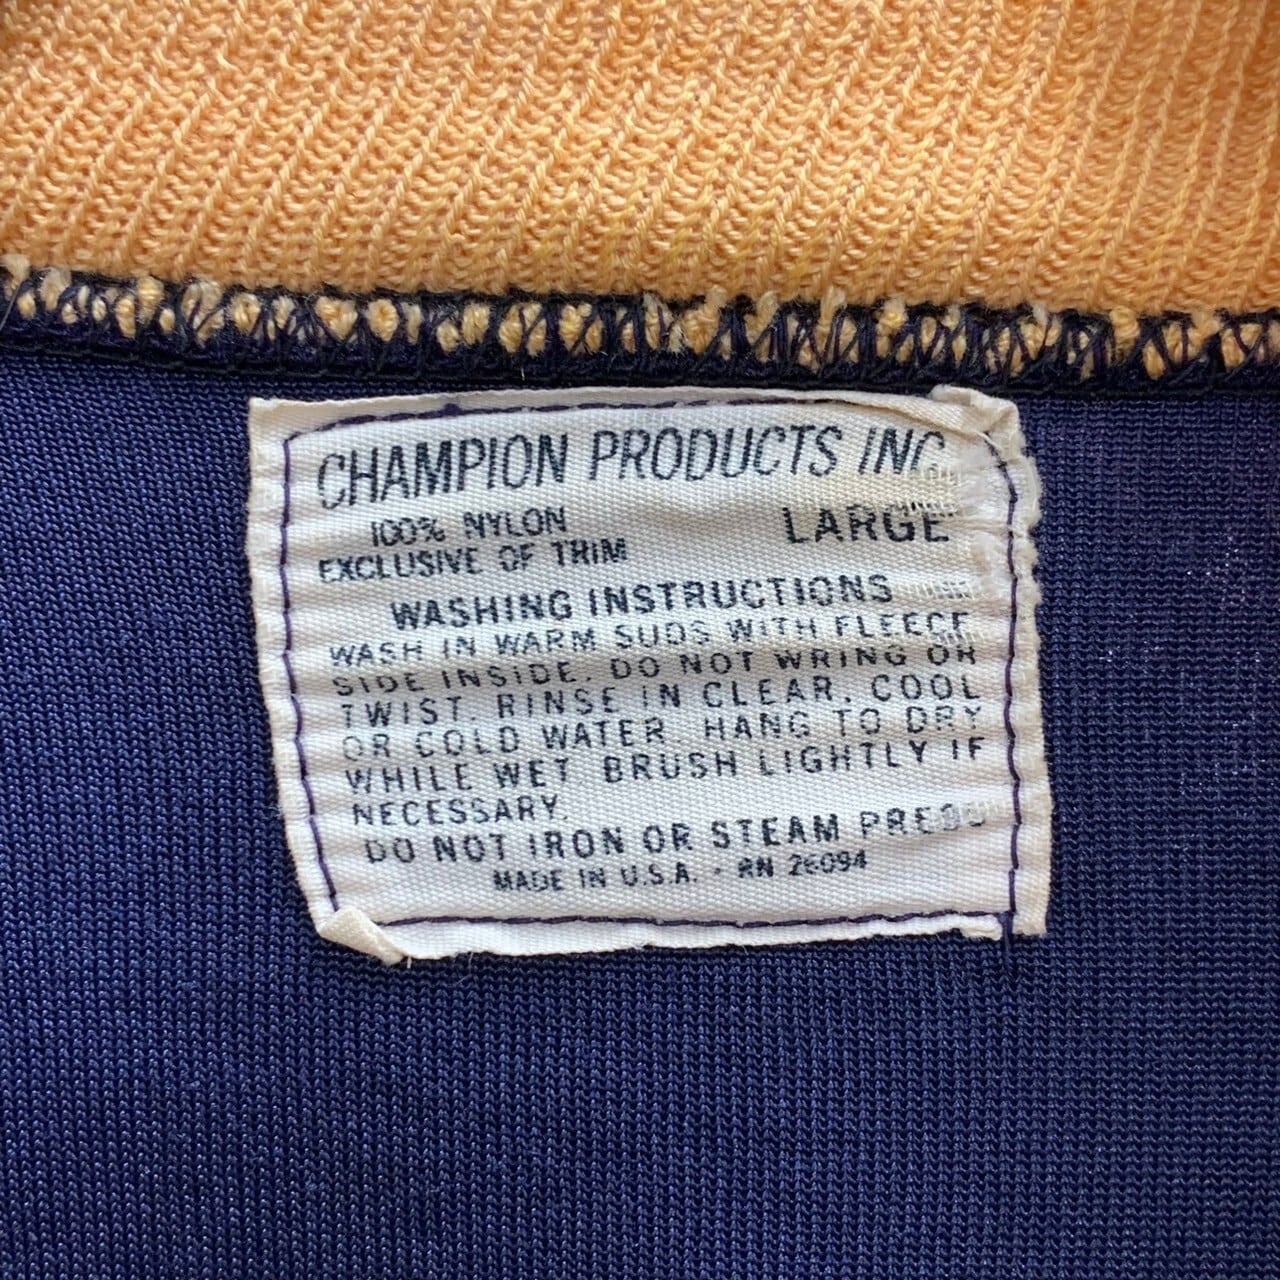 CHAMPION PRODUCTS INC
100% NYLON
EXCLUSIVE OF TRIM
LARGE
WASHING INSTRUCTIONS
WASH IN WARM SUDS WITH FLEECE
SIDE INSIDE. DO NOT WRING OR
TWIST. RINSE IN CLEAR, COOL
OR COLD WATER. HANG TO DRY
WHILE WET BRUSH LIGHTLY IF
NECESSARY.
DO NOT IRON OR STEAM PRESS
MADE IN U.S.A. - RN 26094